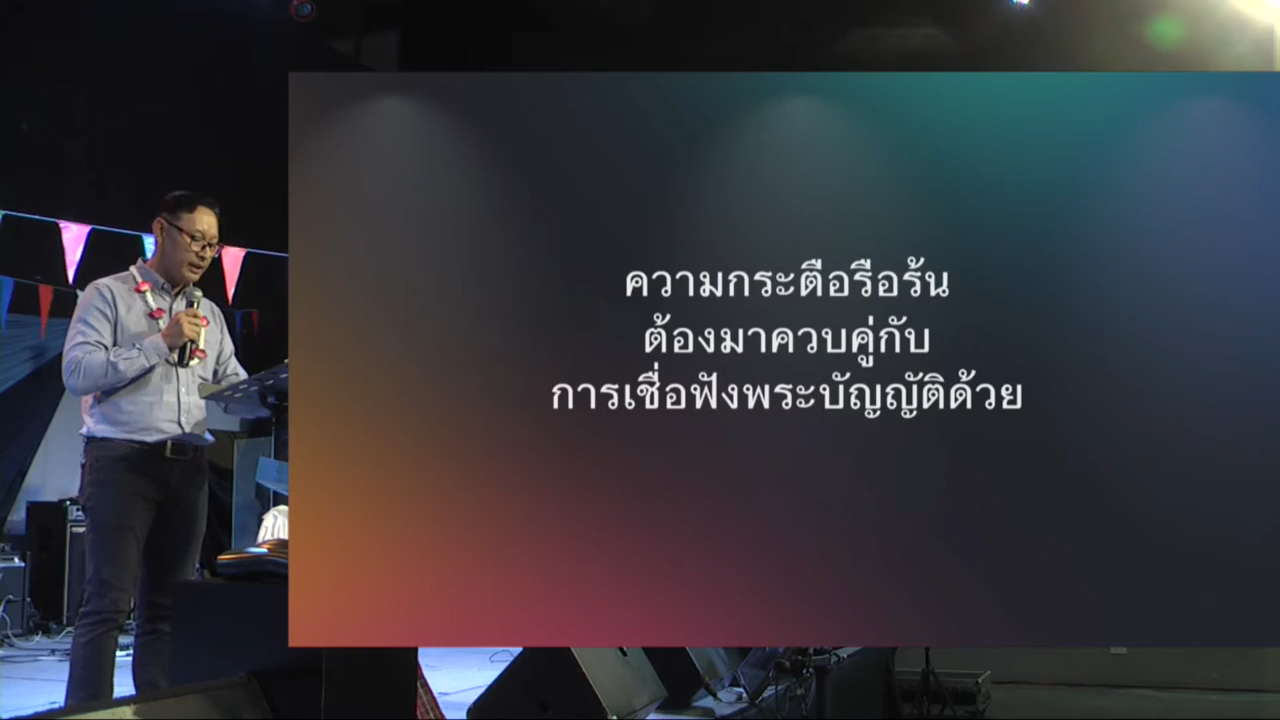 ความกระตือรือร้น
ต้องมาควบคู่กับ
การเชื่อฟังพระบัญญัติด้วย